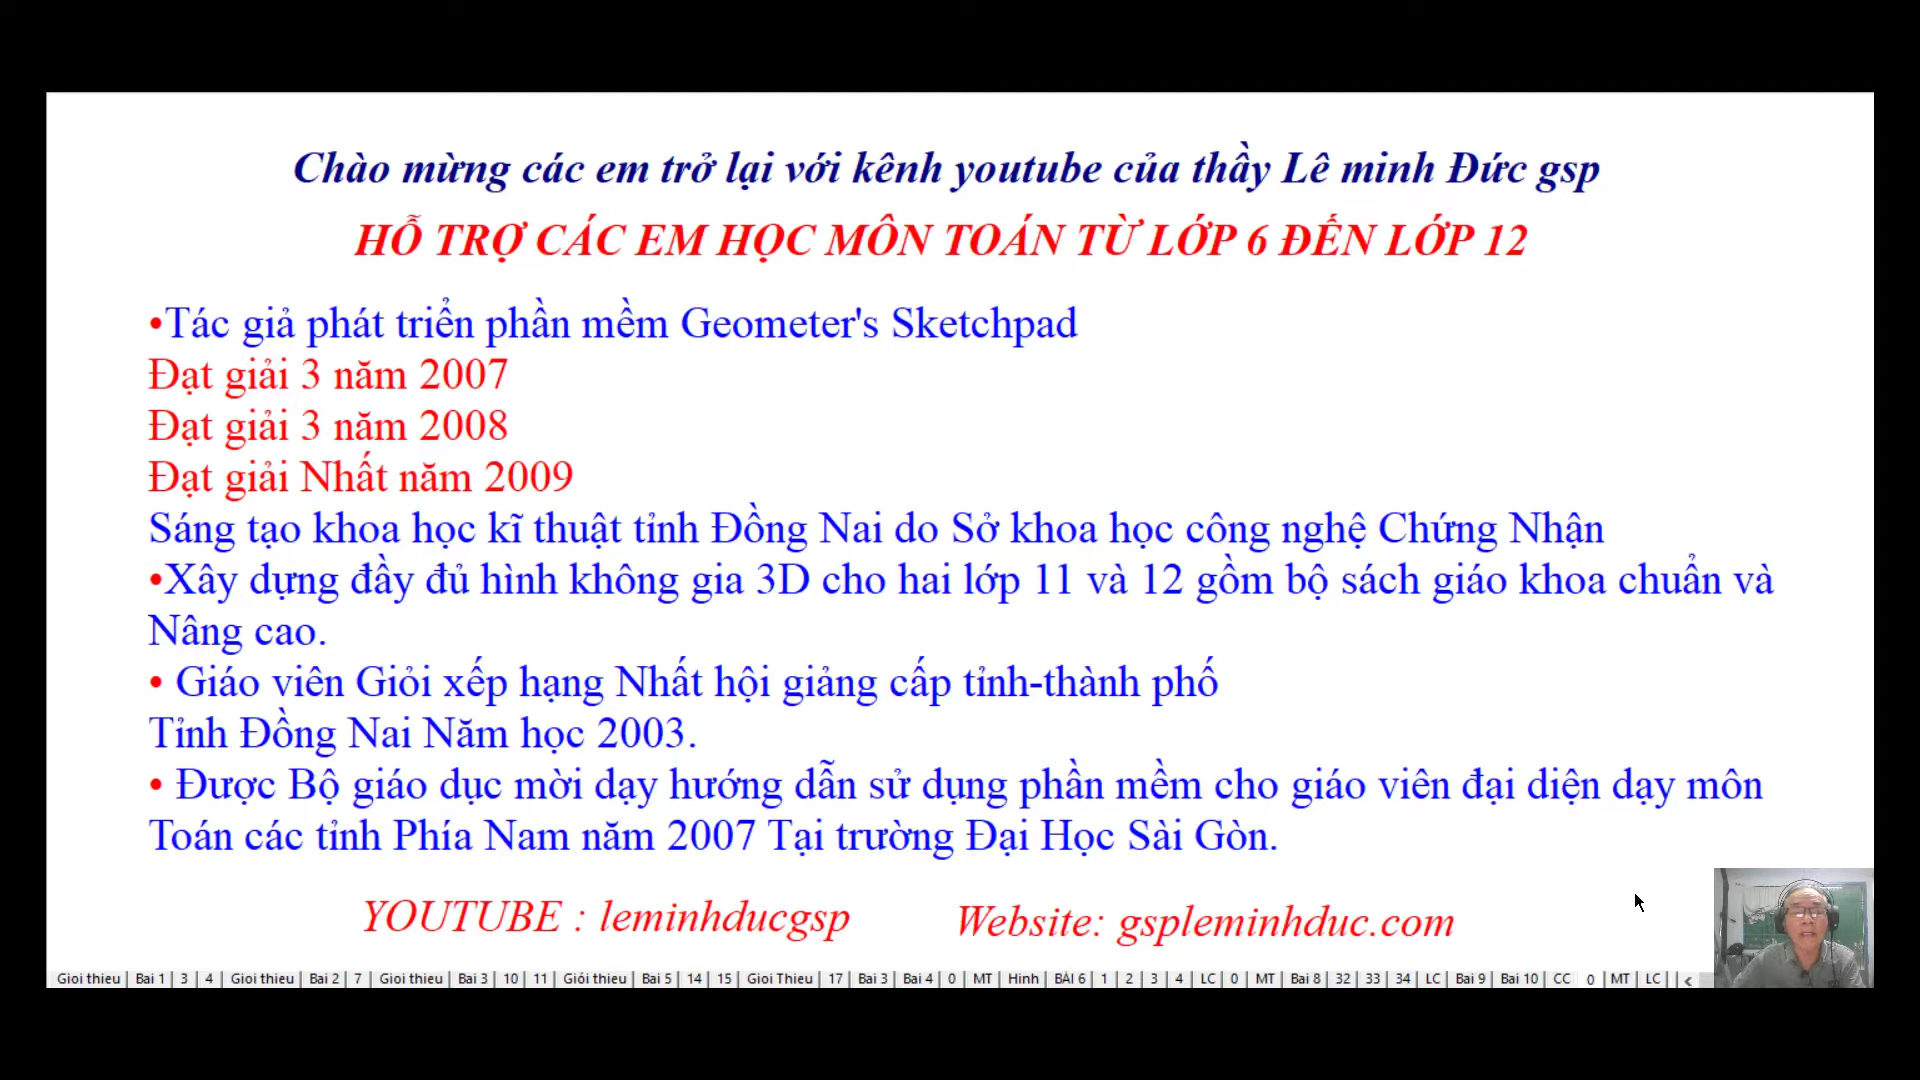 Chào mừng các em trở lại với kênh youtube của thầy Lê minh Đức gsp
HỖ TRỢ CÁC EM HỌC MÔN TOÁN TỪ LỚP 6 ĐẾN LỚP 12
•Tác giả phát triển phần mềm Geometer's Sketchpad
Đạt giải 3 năm 2007
Đạt giải 3 năm 2008
Đạt giải Nhất năm 2009
Sáng tạo khoa học kĩ thuật tỉnh Đồng Nai do Sở khoa học công nghệ Chứng Nhận
•Xây dựng đầy đủ hình không gia 3D cho hai lớp 11 và 12 gồm bộ sách giáo khoa chuẩn và
Nâng cao.
• Giáo viên Giỏi xếp hạng Nhất hội giảng cấp tỉnh-thành phố
Tỉnh Đồng Nai Năm học 2003.
• Được Bộ giáo dục mời dạy hướng dẫn sử dụng phần mềm cho giáo viên đại diện dạy môn
Toán các tỉnh Phía Nam năm 2007 Tại trường Đại Học Sài Gòn.
YOUTUBE : leminhducgsp Website: gspleminhduc.com
Gioi thieu | Bai 1 | 3 | 4 | Gioi thieu | Bai 2 | 7 | Gioi thieu | Bai 3 | 10 | 11 | Giói thieu | Bai 5 | 14 | 15 | Gioi Thieu | 17 | Bai 3 | Bai 4 | 0 | MT | Hinh | BÀI 6 | 1 | 2 | 3 | 4 | LC | 0 | MT | Bai 8 | 32 | 33 | 34 | LC | Bai 9 | Bai 10 | CC | 0 | MT | LC